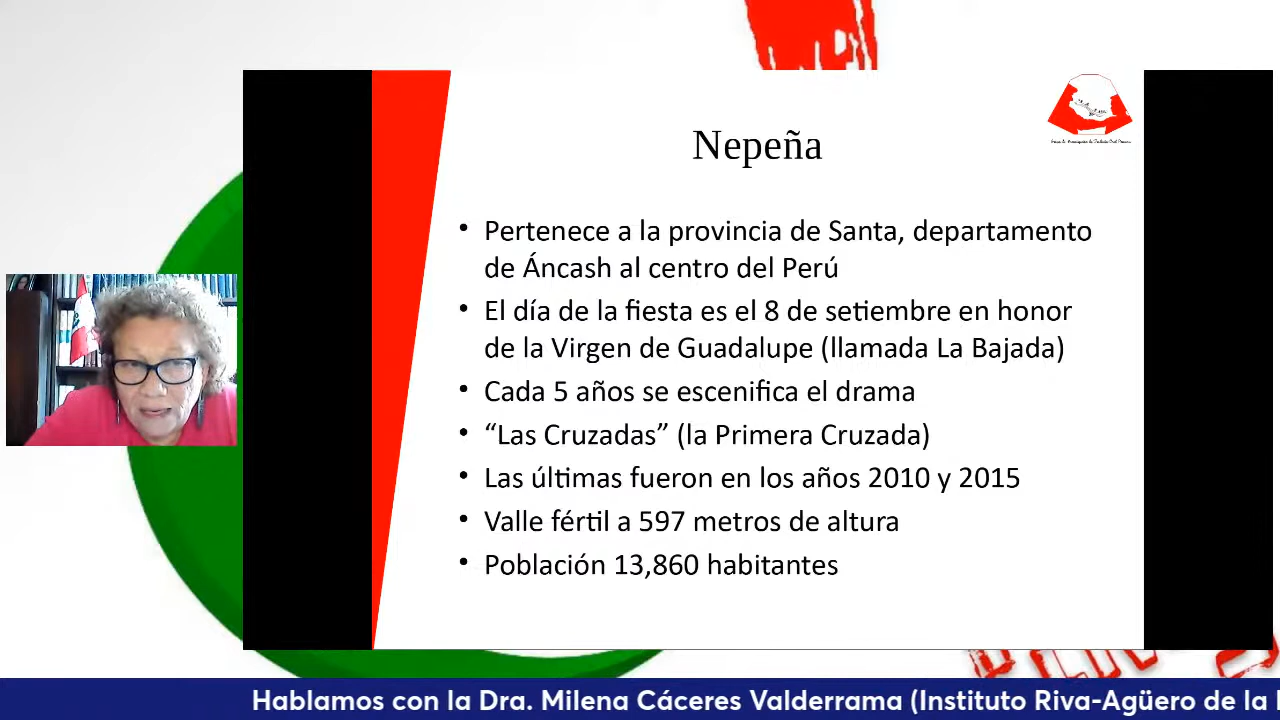 Nepeña
• Pertenece a la provincia de Santa, departamento
de Áncash al centro del Perú
• El día de la fiesta es el 8 de setiembre en honor
de la Virgen de Guadalupe (llamada La Bajada)
• Cada 5 años se escenifica el drama
• “Las Cruzadas” (la Primera Cruzada)
• Las últimas fueron en los años 2010 y 2015
• Valle fértil a 597 metros de altura
• Población 13,860 habitantes
Hablamos con la Dra. Milena Cáceres Valderrama (Instituto Riva-Agüero de la